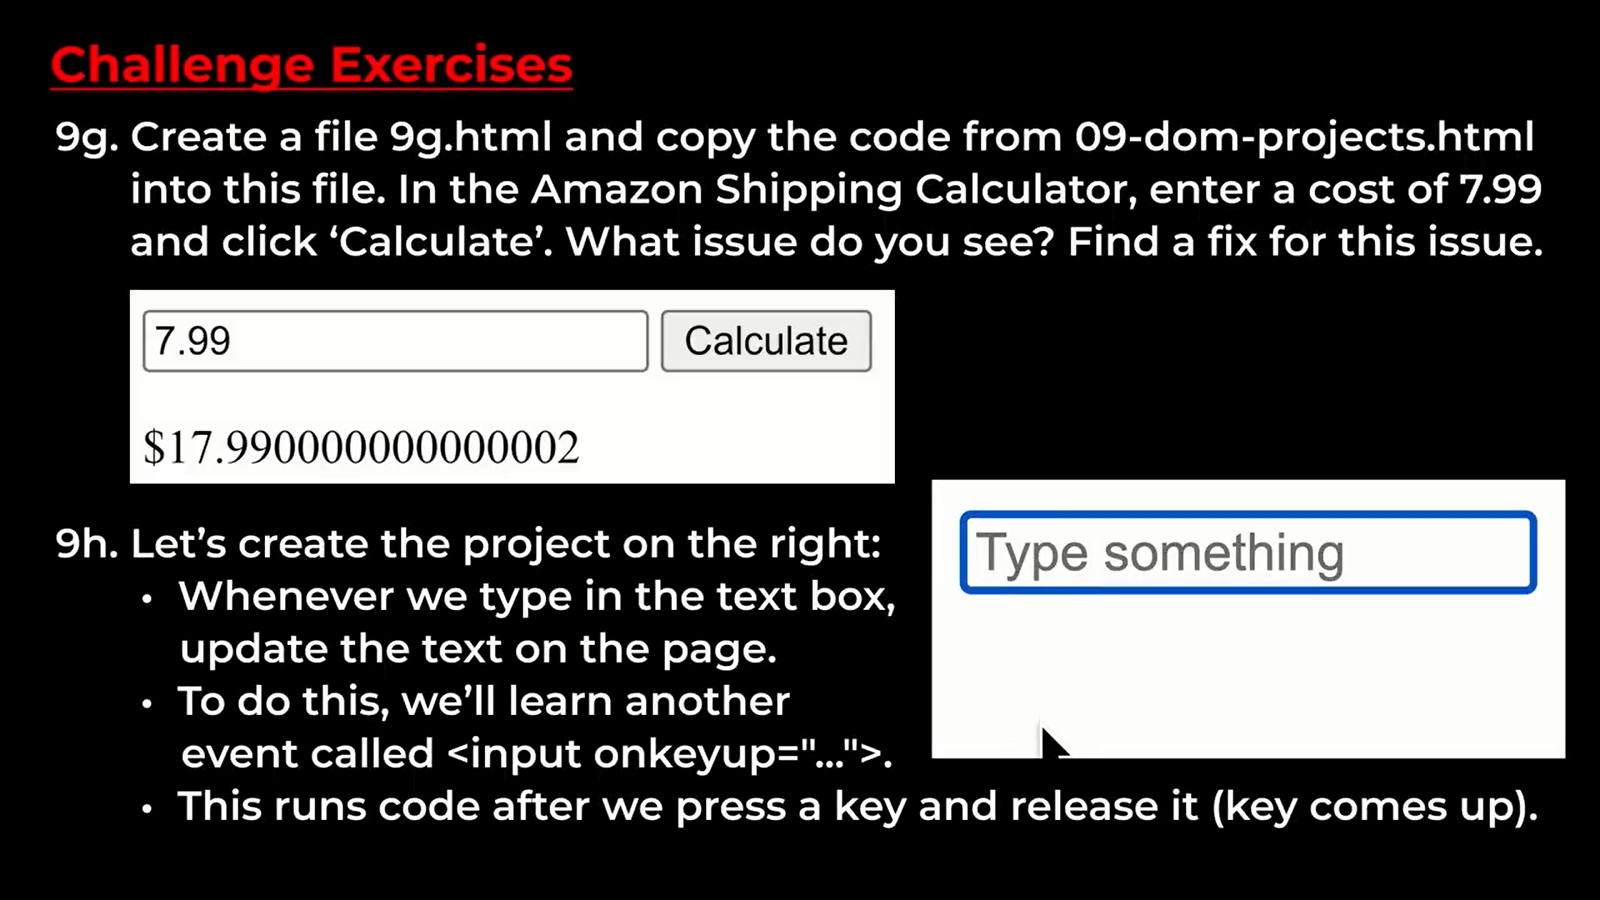 Challenge Exercises
9g. Create a file 9g.html and copy the code from 09-dom-projects.html
into this file. In the Amazon Shipping Calculator, enter a cost of 7.99
and click ‘Calculate’. What issue do you see? Find a fix for this issue.
7.99 Calculate
$17.990000000000002
9h. Let’s create the project on the right:
• Whenever we type in the text box,
update the text on the page.
• To do this, we’ll learn another
event called <input onkeyup="...">.
• This runs code after we press a key and release it (key comes up).
Type something